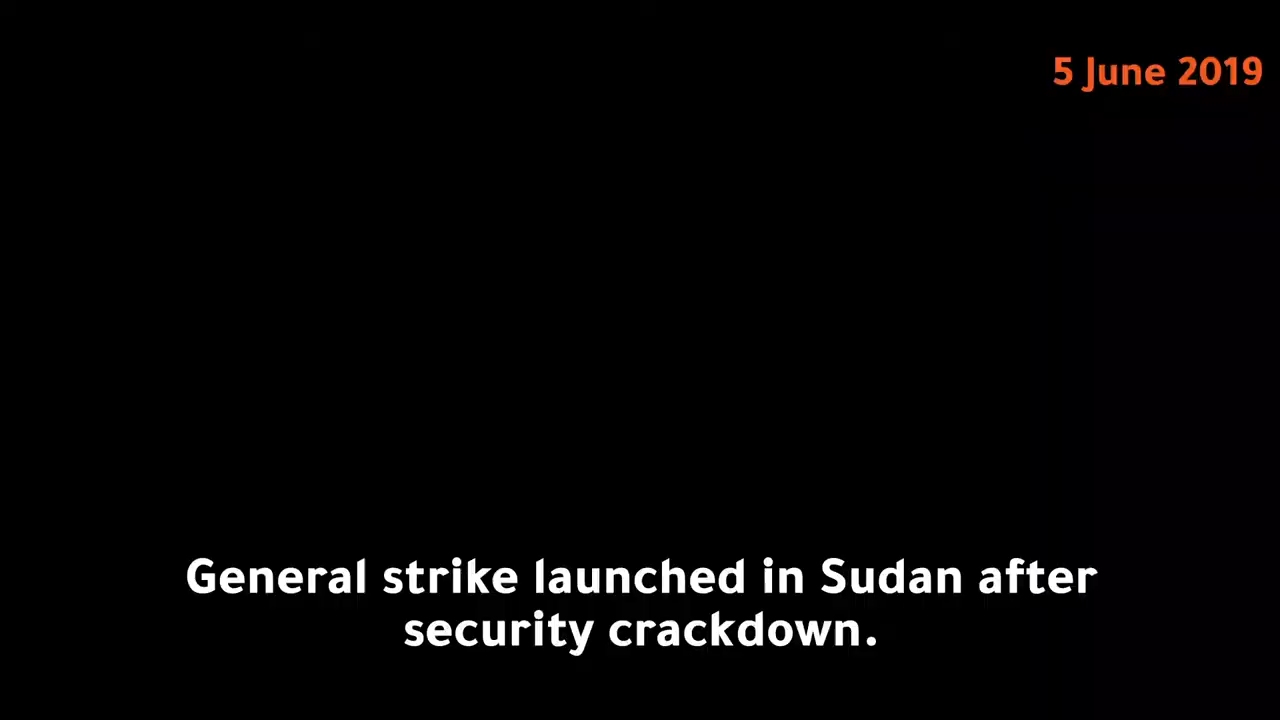 5 June 2019
General strike launched in Sudan after
security crackdown.